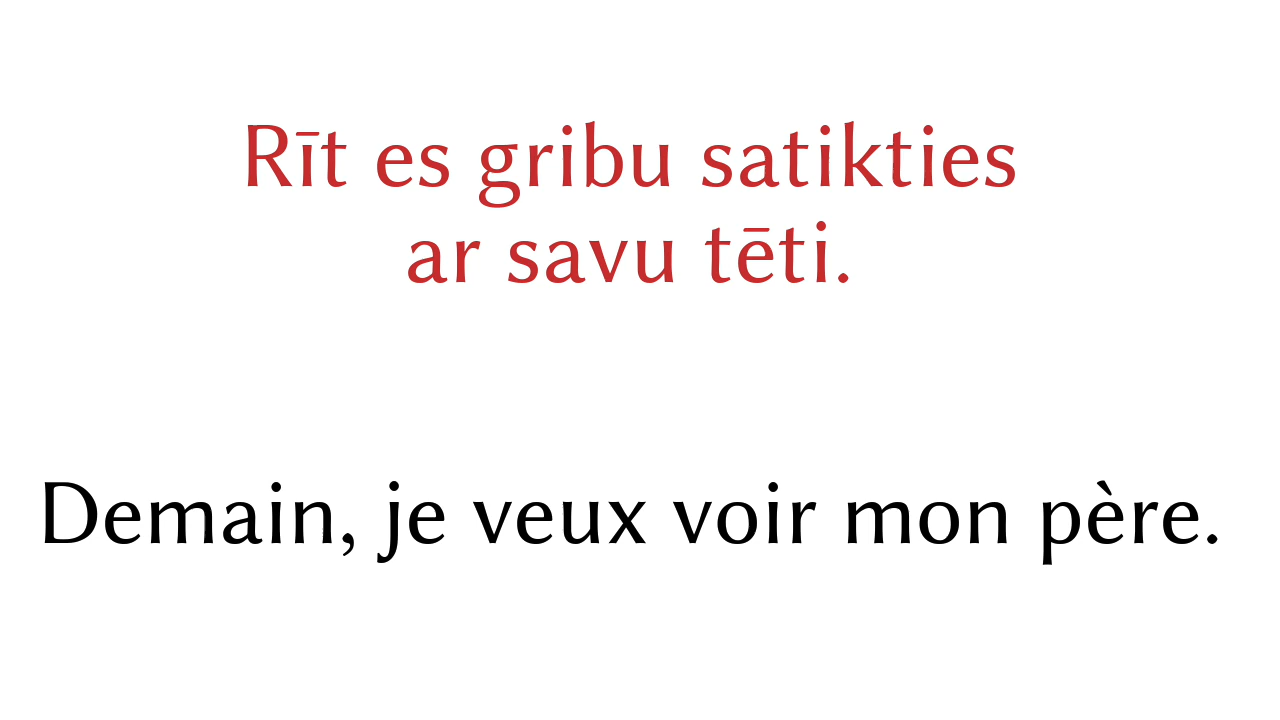 Rīt es gribu satikties
ar savu tēti.
Demain, je veux voir mon père.